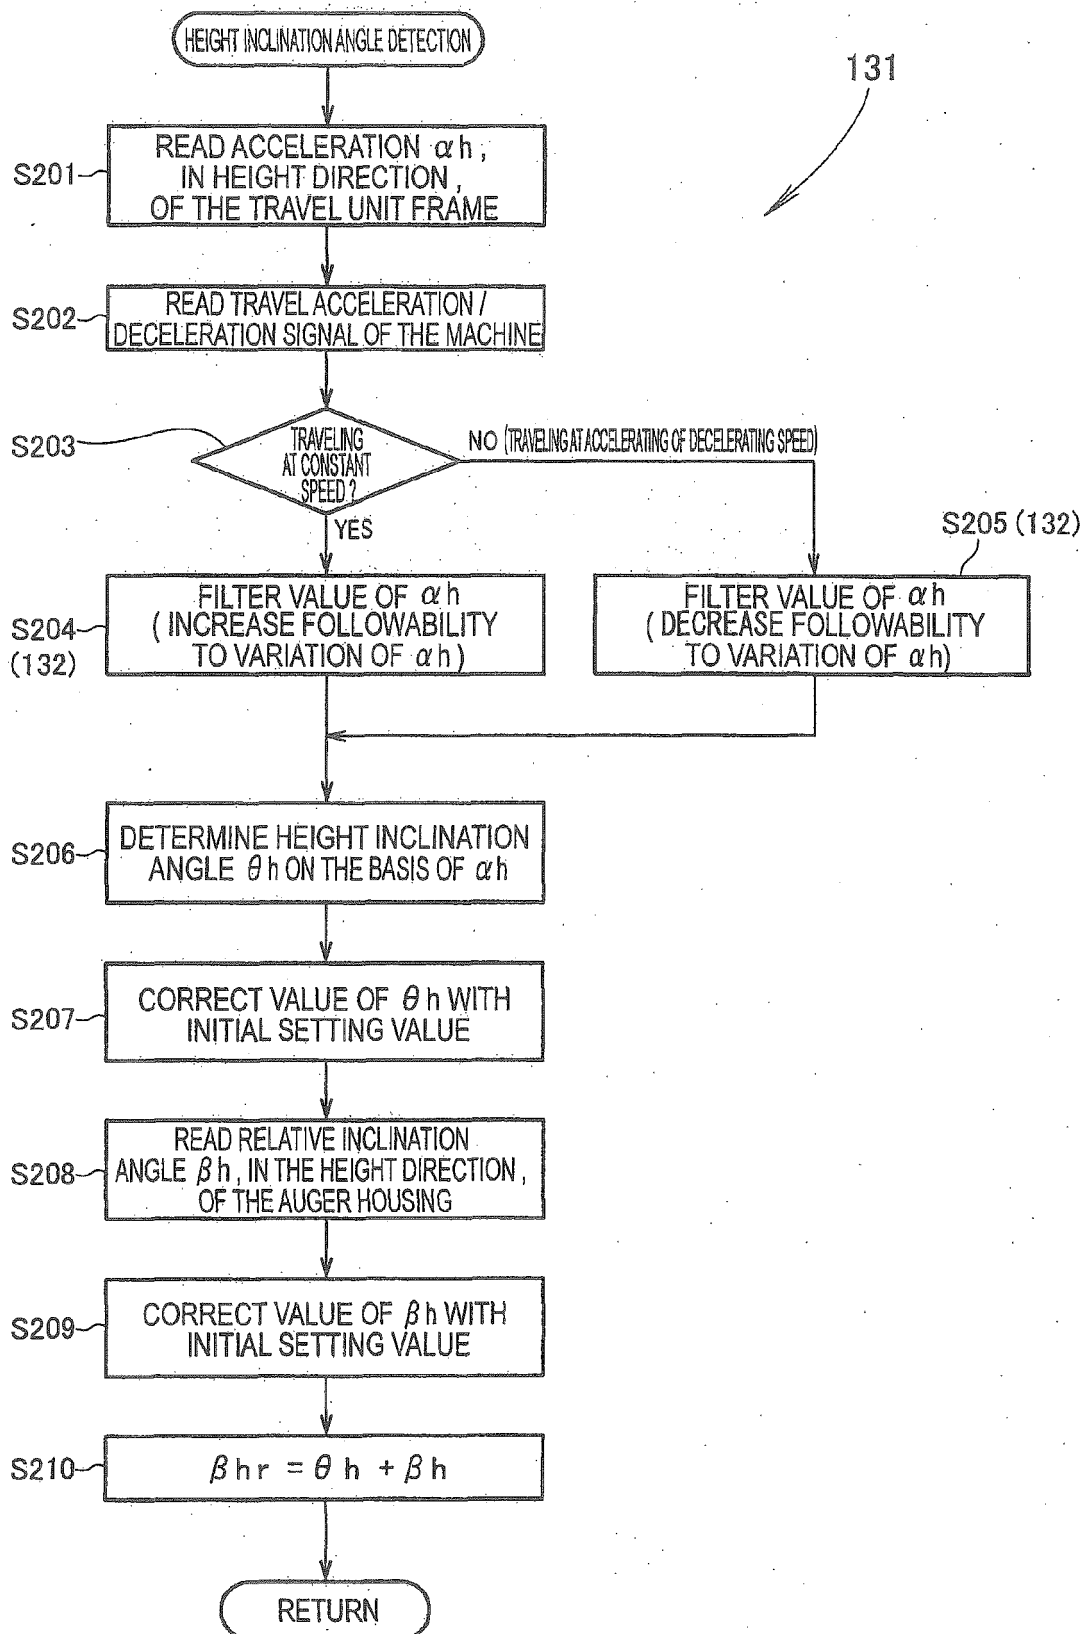 HEIGHT INCLINATION ANGLE DETECTION
131
S201
READ ACCELERATION αh,
IN HEIGHT DIRECTION,
OF THE TRAVEL UNIT FRAME
S202
READ TRAVEL ACCELERATION /
DECELERATION SIGNAL OF THE MACHINE
S203
TRAVELING
AT CONSTANT
SPEED?
NO (TRAVELING AT ACCELERATING OF DECELERATING SPEED)
YES
S204
(132)
FILTER VALUE OF αh
(INCREASE FOLLOWABILITY
TO VARIATION OF αh)
S205 (132)
FILTER VALUE OF αh
(DECREASE FOLLOWABILITY
TO VARIATION OF αh)
S206
DETERMINE HEIGHT INCLINATION
ANGLE θh ON THE BASIS OF αh
S207
CORRECT VALUE OF θh WITH
INITIAL SETTING VALUE
S208
READ RELATIVE INCLINATION
ANGLE βh, IN THE HEIGHT DIRECTION,
OF THE AUGER HOUSING
S209
CORRECT VALUE OF βh WITH
INITIAL SETTING VALUE
S210
βhr = θh + βh
RETURN